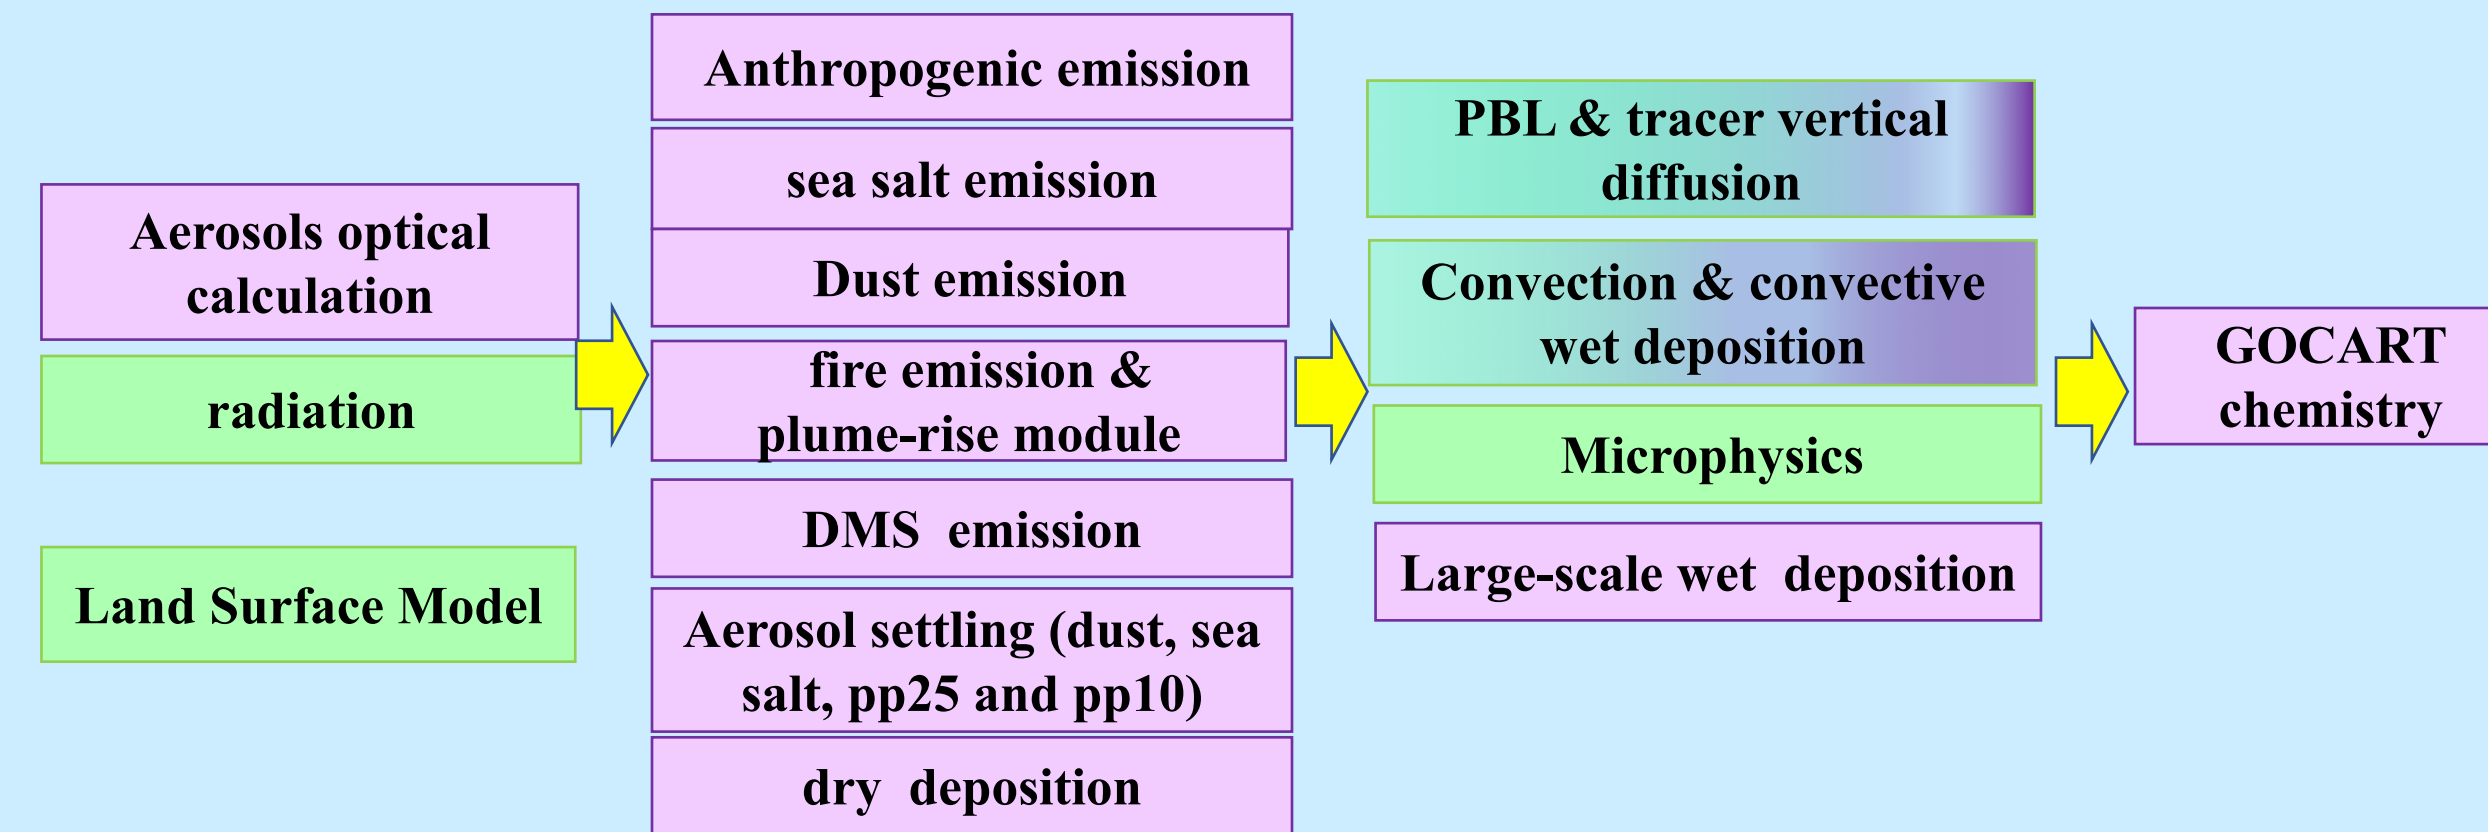 Aerosols optical
calculation
radiation
Land Surface Model
Anthropogenic emission
sea salt emission
Dust emission
fire emission &
plume-rise module
DMS  emission
Aerosol settling (dust, sea
salt, pp25 and pp10)
dry  deposition
PBL & tracer vertical
diffusion
Convection & convective
wet deposition
Microphysics
Large-scale wet  deposition
GOCART
chemistry